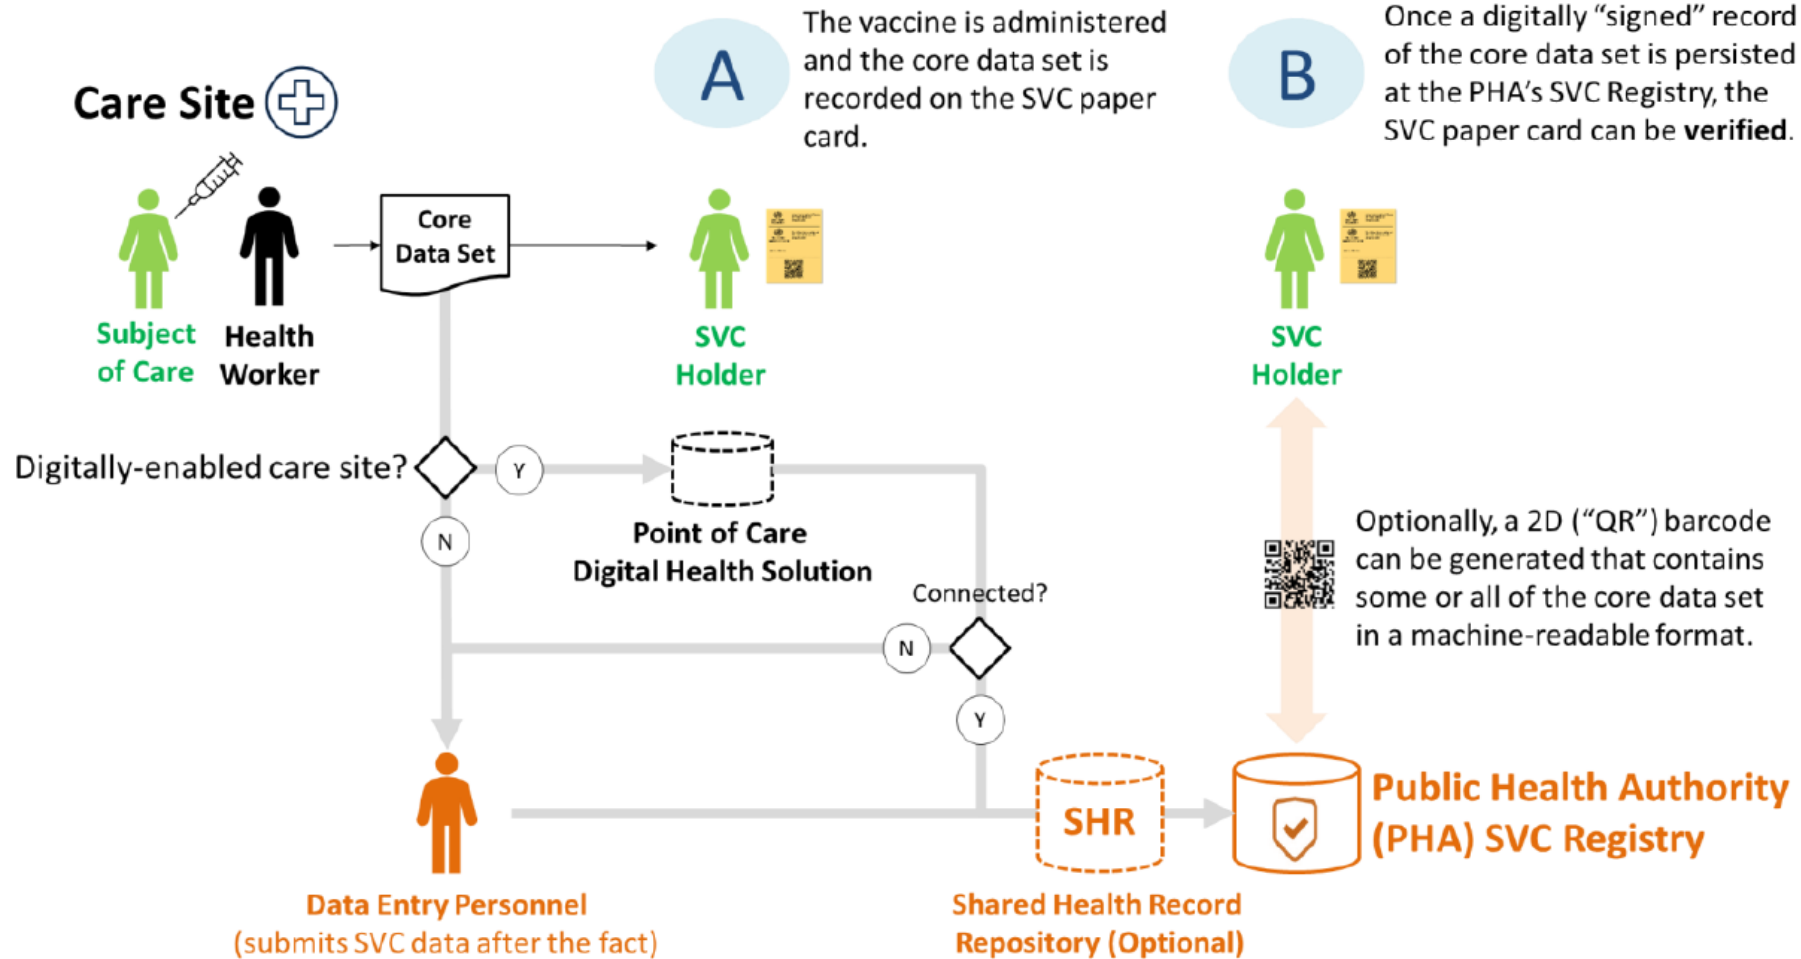 Care Site
A
The vaccine is administered
and the core data set is
recorded on the SVC paper
card.
B
Once a digitally “signed” record
of the core data set is persisted
at the PHA’s SVC Registry, the
SVC paper card can be verified.
Subject
of Care
Health
Worker
Core
Data Set
SVC
Holder
SVC
Holder
Digitally-enabled care site?
Y
N
Point of Care
Digital Health Solution
Connected?
N
Y
Optionally, a 2D (“QR”) barcode
can be generated that contains
some or all of the core data set
in a machine-readable format.
Data Entry Personnel
(submits SVC data after the fact)
SHR
Shared Health Record
Repository (Optional)
Public Health Authority
(PHA) SVC Registry